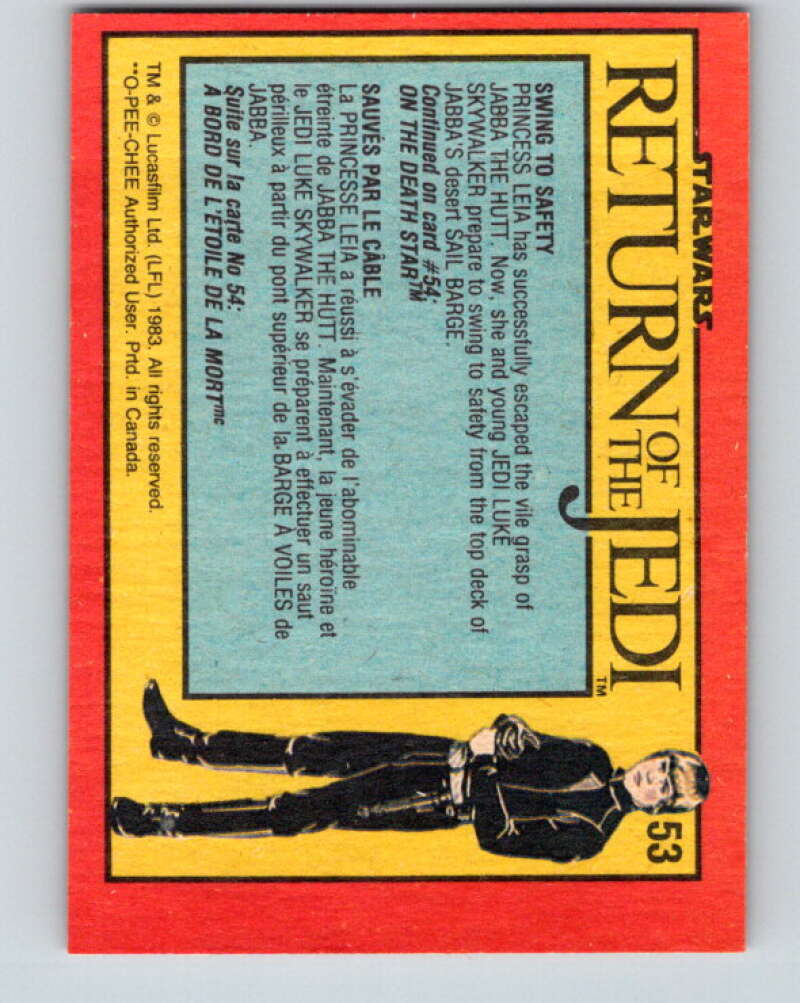 STAR WARS
RETURN OF THE JEDI™
53
SWING TO SAFETY
PRINCESS LEIA has successfully escaped the vile grasp of
JABBA THE HUTT. Now, she and young JEDI LUKE
SKYWALKER prepare to swing to safety from the top deck of
JABBA'S desert SAIL BARGE.
Continued on card #54:
ON THE DEATH STAR™
SAUVÉS PAR LE CÂBLE
La PRINCESSE LEIA a réussi à s'évader de l'abominable
étreinte de JABBA THE HUTT. Maintenant, la jeune héroïne et
le JEDI LUKE SKYWALKER se préparent à effectuer un saut
périlleux à partir du pont supérieur de la BARGE À VOILES de
JABBA.
Suite sur la carte No 54:
À BORD DE L'ÉTOILE DE LA MORTmc
TM & © Lucasfilm Ltd. (LFL) 1983. All rights reserved.
**O-PEE-CHEE Authorized User. Prtd. in Canada.